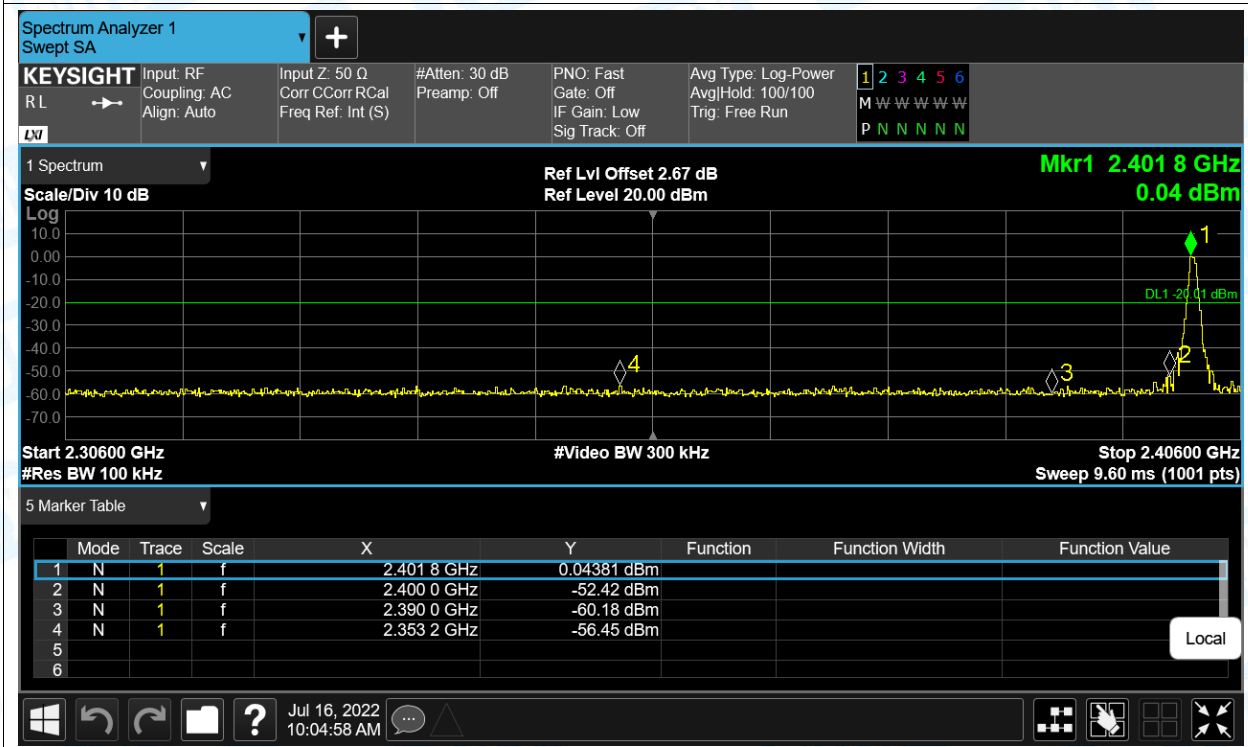 Spectrum Analyzer 1
Swept SA
+
KEYSIGHT Input: RF Input Z: 50 Ω #Atten: 30 dB PNO: Fast Avg Type: Log-Power 1 2 3 4 5 6
R L Coupling: AC Corr CCorr RCal Preamp: Off Gate: Off Avg|Hold: 100/100 M W W W W W
Align: Auto Freq Ref: Int (S) IF Gain: Low Trig: Free Run
LXI Sig Track: Off P N N N N N
1 Spectrum Ref Lvl Offset 2.67 dB Mkr1 2.401 8 GHz
Scale/Div 10 dB Ref Level 20.00 dBm 0.04 dBm
Log
10.0 1
0.00
-10.0
DL1 -20.01 dBm
-20.0
-30.0
-40.0 2
-50.0 4 3
-60.0
-70.0
Start 2.30600 GHz #Video BW 300 kHz Stop 2.40600 GHz
#Res BW 100 kHz Sweep 9.60 ms (1001 pts)
5 Marker Table
Mode Trace Scale X Y Function Function Width Function Value
1 N 1 f 2.401 8 GHz 0.04381 dBm
2 N 1 f 2.400 0 GHz -52.42 dBm
3 N 1 f 2.390 0 GHz -60.18 dBm
4 N 1 f 2.353 2 GHz -56.45 dBm
5
6
Local
? Jul 16, 2022
10:04:58 AM